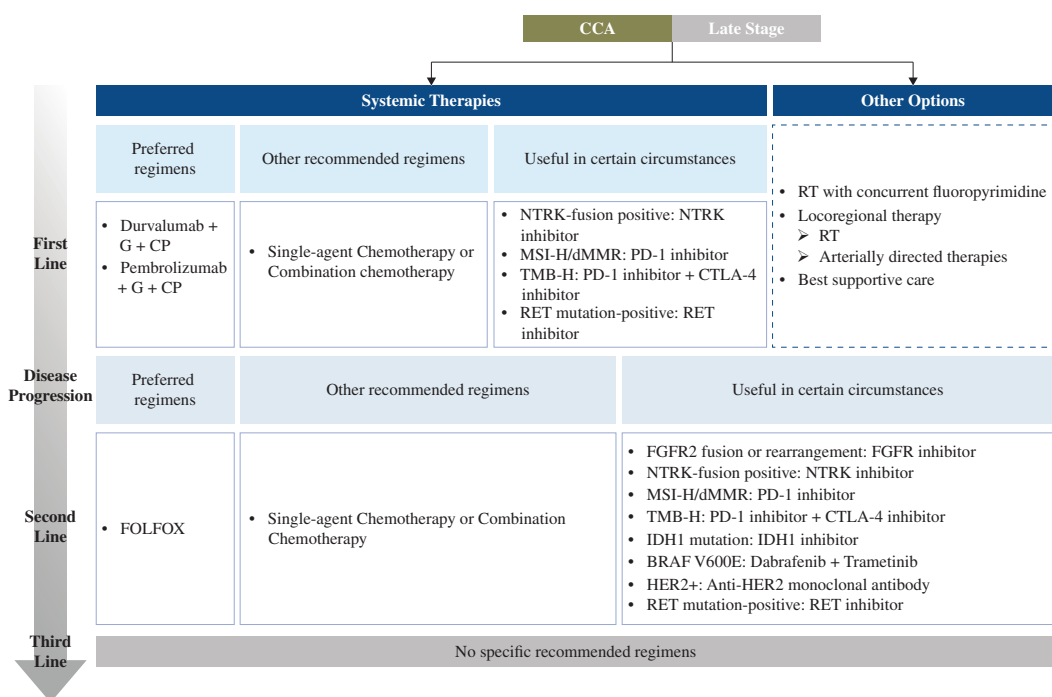 CCA
Late Stage
Systemic Therapies
Other Options
Preferred
regimens
Other recommended regimens
Useful in certain circumstances
First
Line
• Durvalumab +
G + CP
• Pembrolizumab
+ G + CP
• Single-agent Chemotherapy or
Combination chemotherapy
• NTRK-fusion positive: NTRK
inhibitor
• MSI-H/dMMR: PD-1 inhibitor
• TMB-H: PD-1 inhibitor + CTLA-4
inhibitor
• RET mutation-positive: RET
inhibitor
• RT with concurrent fluoropyrimidine
• Locoregional therapy
➢ RT
➢ Arterially directed therapies
• Best supportive care
Disease
Progression
Preferred
regimens
Other recommended regimens
Useful in certain circumstances
Second
Line
• FOLFOX
• Single-agent Chemotherapy or Combination
Chemotherapy
• FGFR2 fusion or rearrangement: FGFR inhibitor
• NTRK-fusion positive: NTRK inhibitor
• MSI-H/dMMR: PD-1 inhibitor
• TMB-H: PD-1 inhibitor + CTLA-4 inhibitor
• IDH1 mutation: IDH1 inhibitor
• BRAF V600E: Dabrafenib + Trametinib
• HER2+: Anti-HER2 monoclonal antibody
• RET mutation-positive: RET inhibitor
Third
Line
No specific recommended regimens